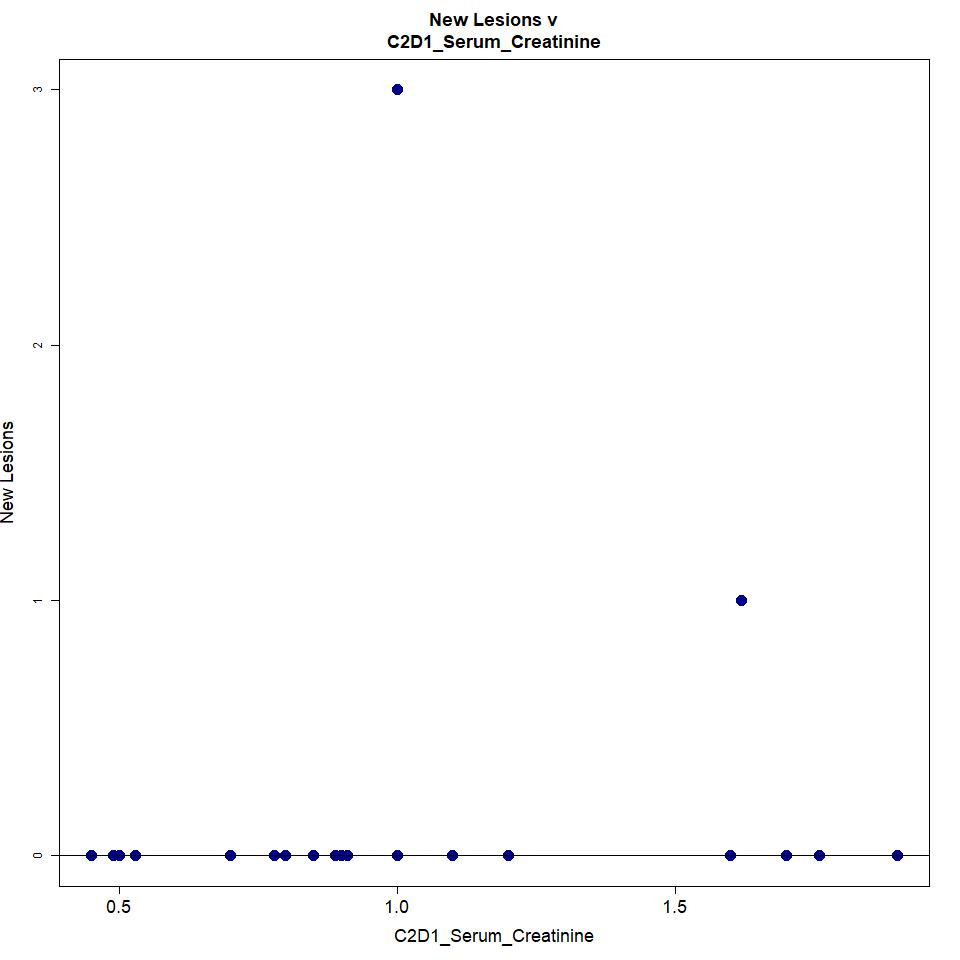 New Lesions v
C2D1_Serum_Creatinine
3
2
1
0
New Lesions
0.5 1.0 1.5
C2D1_Serum_Creatinine